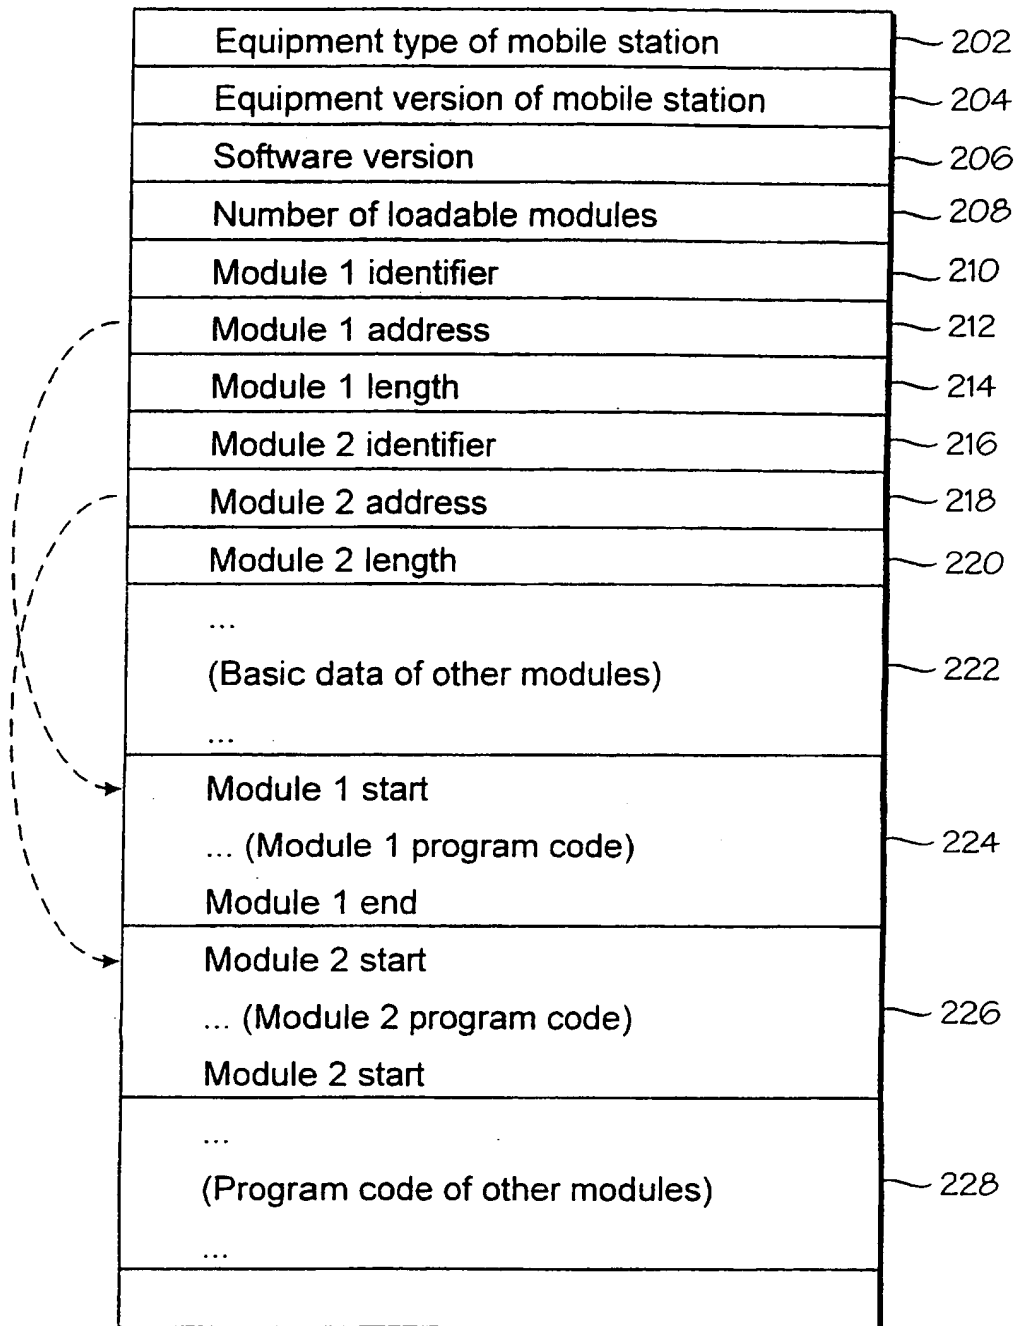 Equipment type of mobile station 202
Equipment version of mobile station 204
Software version 206
Number of loadable modules 208
Module 1 identifier 210
Module 1 address 212
Module 1 length 214
Module 2 identifier 216
Module 2 address 218
Module 2 length 220
...
(Basic data of other modules) 222
...
Module 1 start
... (Module 1 program code) 224
Module 1 end
Module 2 start
... (Module 2 program code) 226
Module 2 start
...
(Program code of other modules) 228
...